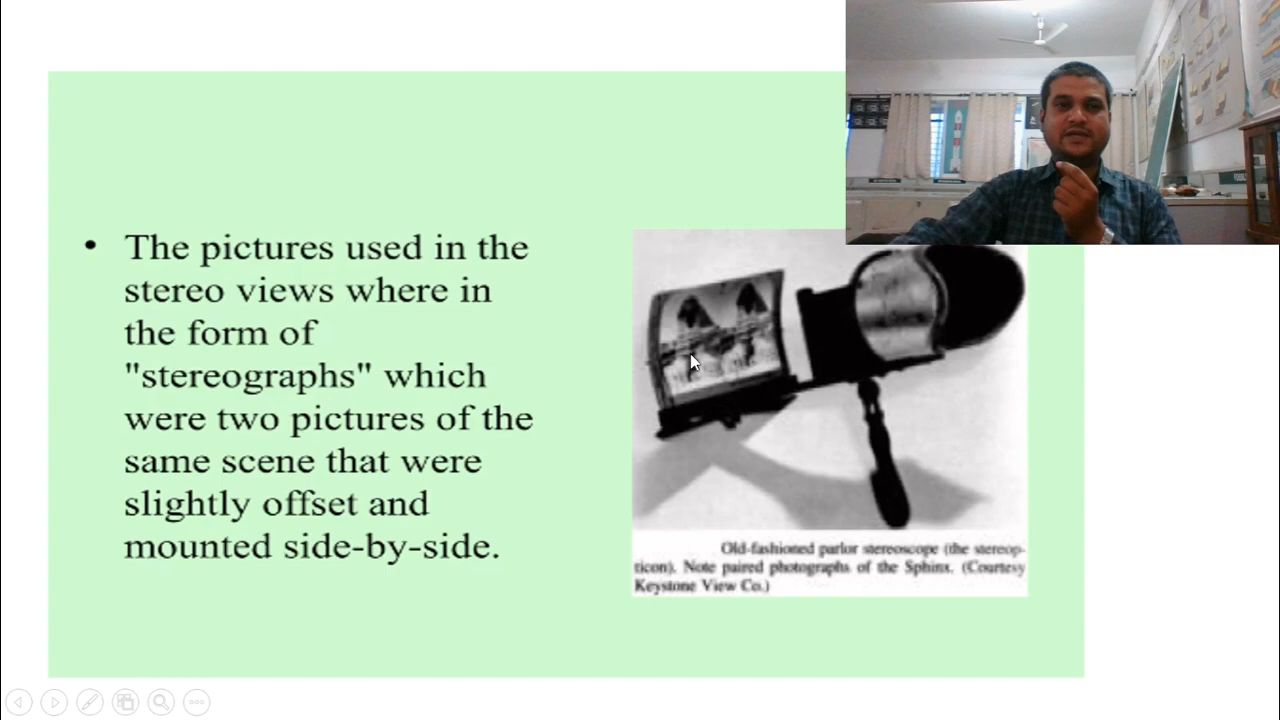 • The pictures used in the
stereo views where in
the form of
"stereographs" which
were two pictures of the
same scene that were
slightly offset and
mounted side-by-side.
Old-fashioned parlor stereoscope (the stereop-
ticon). Note paired photographs of the Sphinx. (Courtesy
Keystone View Co.)